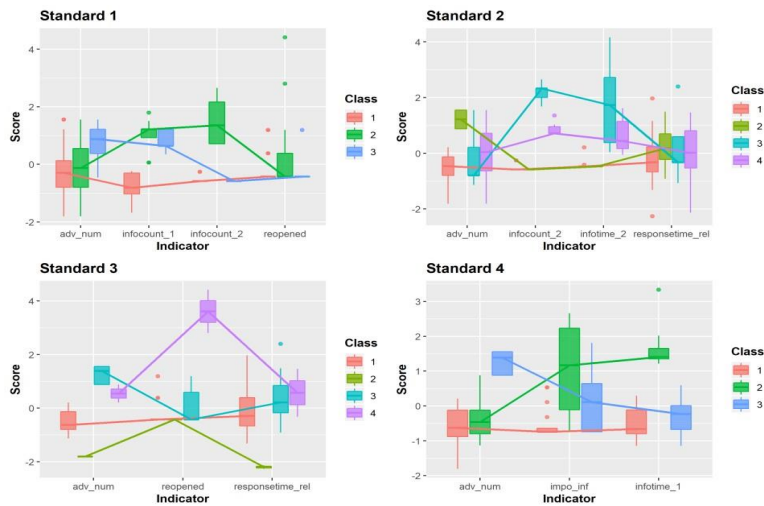 Standard 1
Score
4
2
0
-2
adv_num infocount_1 infocount_2 reopened
Indicator
Class
1
2
3
Standard 2
Score
4
2
0
-2
adv_num infocount_2 infotime_2 responsetime_rel
Indicator
Class
1
2
3
4
Standard 3
Score
4
2
0
-2
adv_num reopened responsetime_rel
Indicator
Class
1
2
3
4
Standard 4
Score
3
2
1
0
-1
-2
adv_num impo_inf infotime_1
Indicator
Class
1
2
3